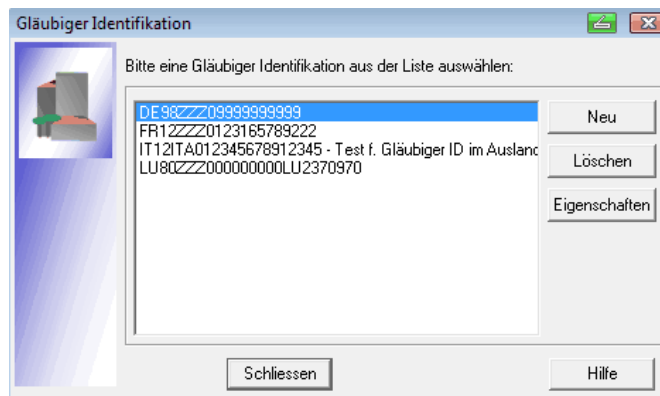 Gläubiger Identifikation
Bitte eine Gläubiger Identifikation aus der Liste auswählen:
DE98ZZZ09999999999
FR12ZZZ0123165789222
IT12ITA012345678912345 - Test f. Gläubiger ID im Ausland
LU80ZZZ000000000LU2370970
Neu
Löschen
Eigenschaften
Schliessen
Hilfe